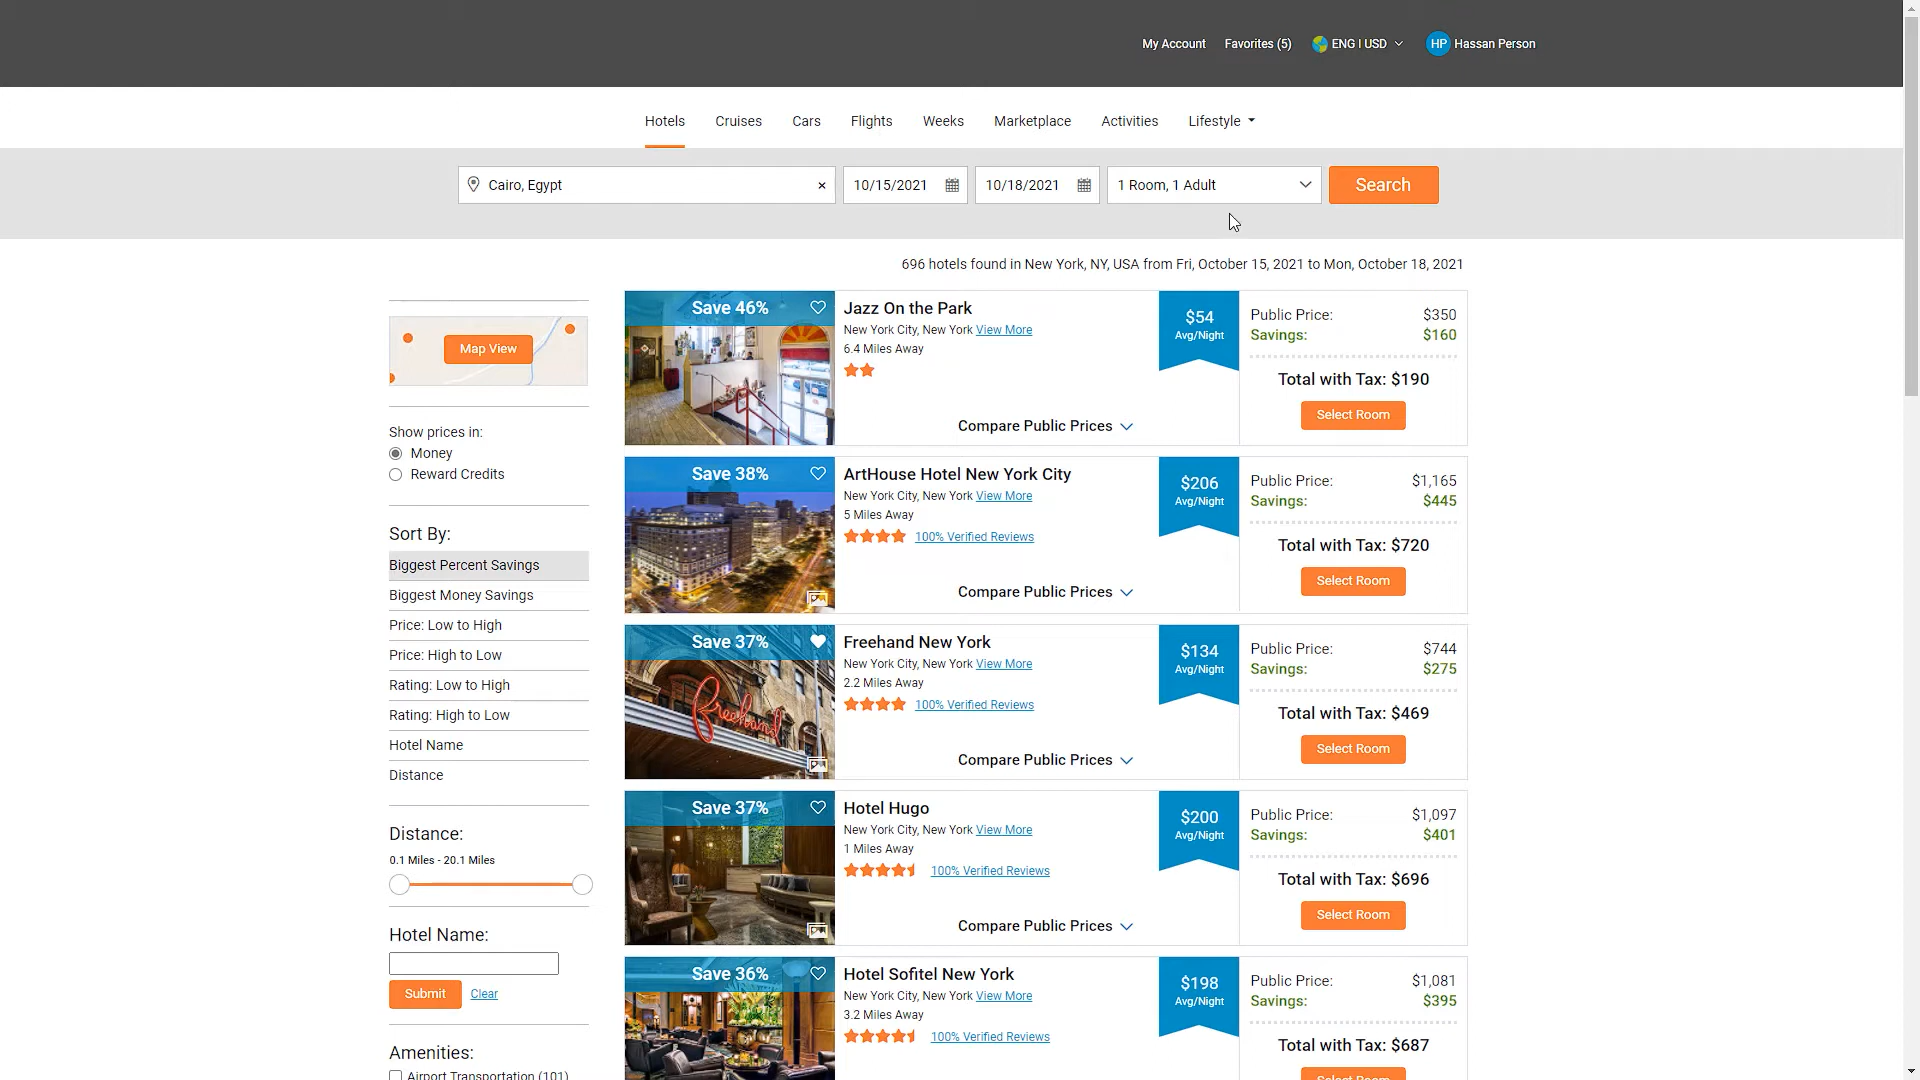 My Account
Favorites (5)
ENG I USD
HP
Hassan Person
Hotels
Cruises
Cars
Flights
Weeks
Marketplace
Activities
Lifestyle
Cairo, Egypt
×
10/15/2021
10/18/2021
1 Room, 1 Adult
Search
696 hotels found in New York, NY, USA from Fri, October 15, 2021 to Mon, October 18, 2021
Map View
Show prices in:
Money
Reward Credits
Sort By:
Biggest Percent Savings
Biggest Money Savings
Price: Low to High
Price: High to Low
Rating: Low to High
Rating: High to Low
Hotel Name
Distance
Distance:
0.1 Miles - 20.1 Miles
Hotel Name:
Submit
Clear
Amenities:
Airport Transportation (101)
Save 46%
Jazz On the Park
New York City, New York View More
6.4 Miles Away
Compare Public Prices
$54
Avg/Night
Public Price: $350
Savings: $160
Total with Tax: $190
Select Room
Save 38%
ArtHouse Hotel New York City
New York City, New York View More
5 Miles Away
100% Verified Reviews
Compare Public Prices
$206
Avg/Night
Public Price: $1,165
Savings: $445
Total with Tax: $720
Select Room
Save 37%
Freehand
Freehand New York
New York City, New York View More
2.2 Miles Away
100% Verified Reviews
Compare Public Prices
$134
Avg/Night
Public Price: $744
Savings: $275
Total with Tax: $469
Select Room
Save 37%
Hotel Hugo
New York City, New York View More
1 Miles Away
100% Verified Reviews
Compare Public Prices
$200
Avg/Night
Public Price: $1,097
Savings: $401
Total with Tax: $696
Select Room
Save 36%
Hotel Sofitel New York
New York City, New York View More
3.2 Miles Away
100% Verified Reviews
$198
Avg/Night
Public Price: $1,081
Savings: $395
Total with Tax: $687
Select Room